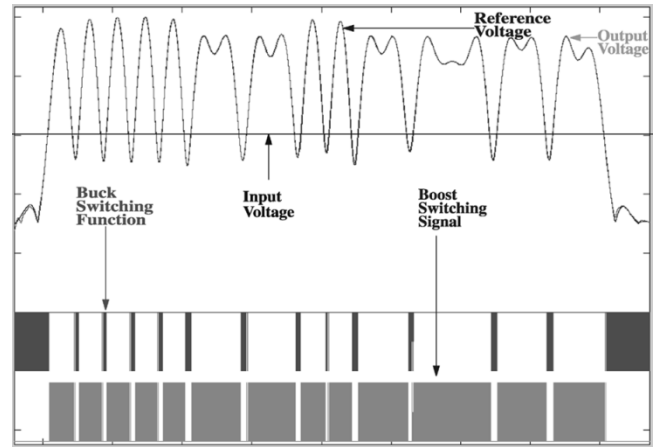 Reference
Voltage
Output
Voltage
Buck
Switching
Function
Input
Voltage
Boost
Switching
Signal